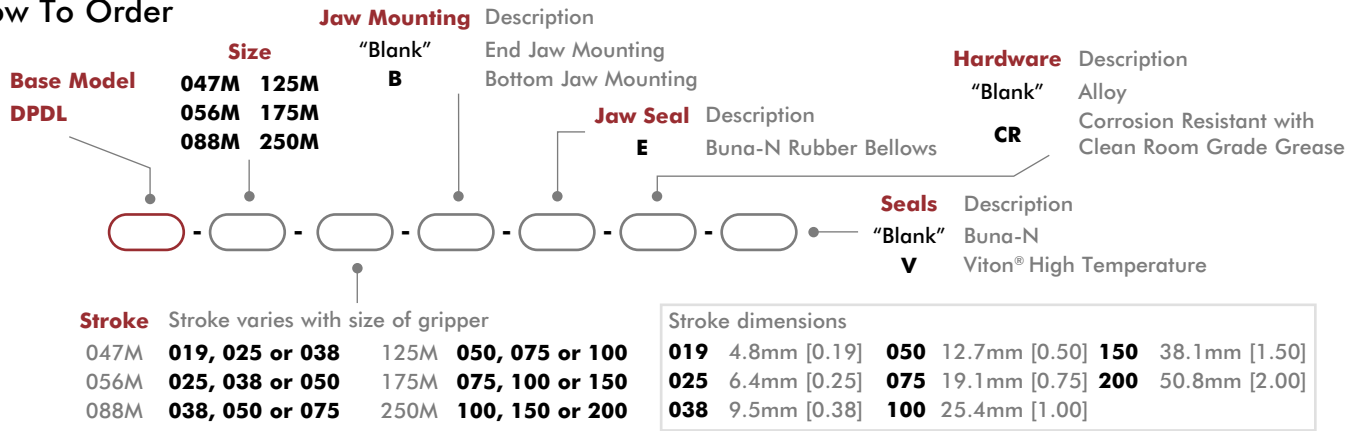 ow To Order
Jaw Mounting Description
"Blank" End Jaw Mounting
B Bottom Jaw Mounting
Size
047M 125M
056M 175M
088M 250M
Base Model
DPDL
Jaw Seal Description
E Buna-N Rubber Bellows
Hardware Description
"Blank" Alloy
CR Corrosion Resistant with
Clean Room Grade Grease
- - - - - -
Seals Description
"Blank" Buna-N
V Viton® High Temperature
Stroke Stroke varies with size of gripper
047M 019, 025 or 038 125M 050, 075 or 100
056M 025, 038 or 050 175M 075, 100 or 150
088M 038, 050 or 075 250M 100, 150 or 200
Stroke dimensions
019 4.8mm [0.19] 050 12.7mm [0.50] 150 38.1mm [1.50]
025 6.4mm [0.25] 075 19.1mm [0.75] 200 50.8mm [2.00]
038 9.5mm [0.38] 100 25.4mm [1.00]